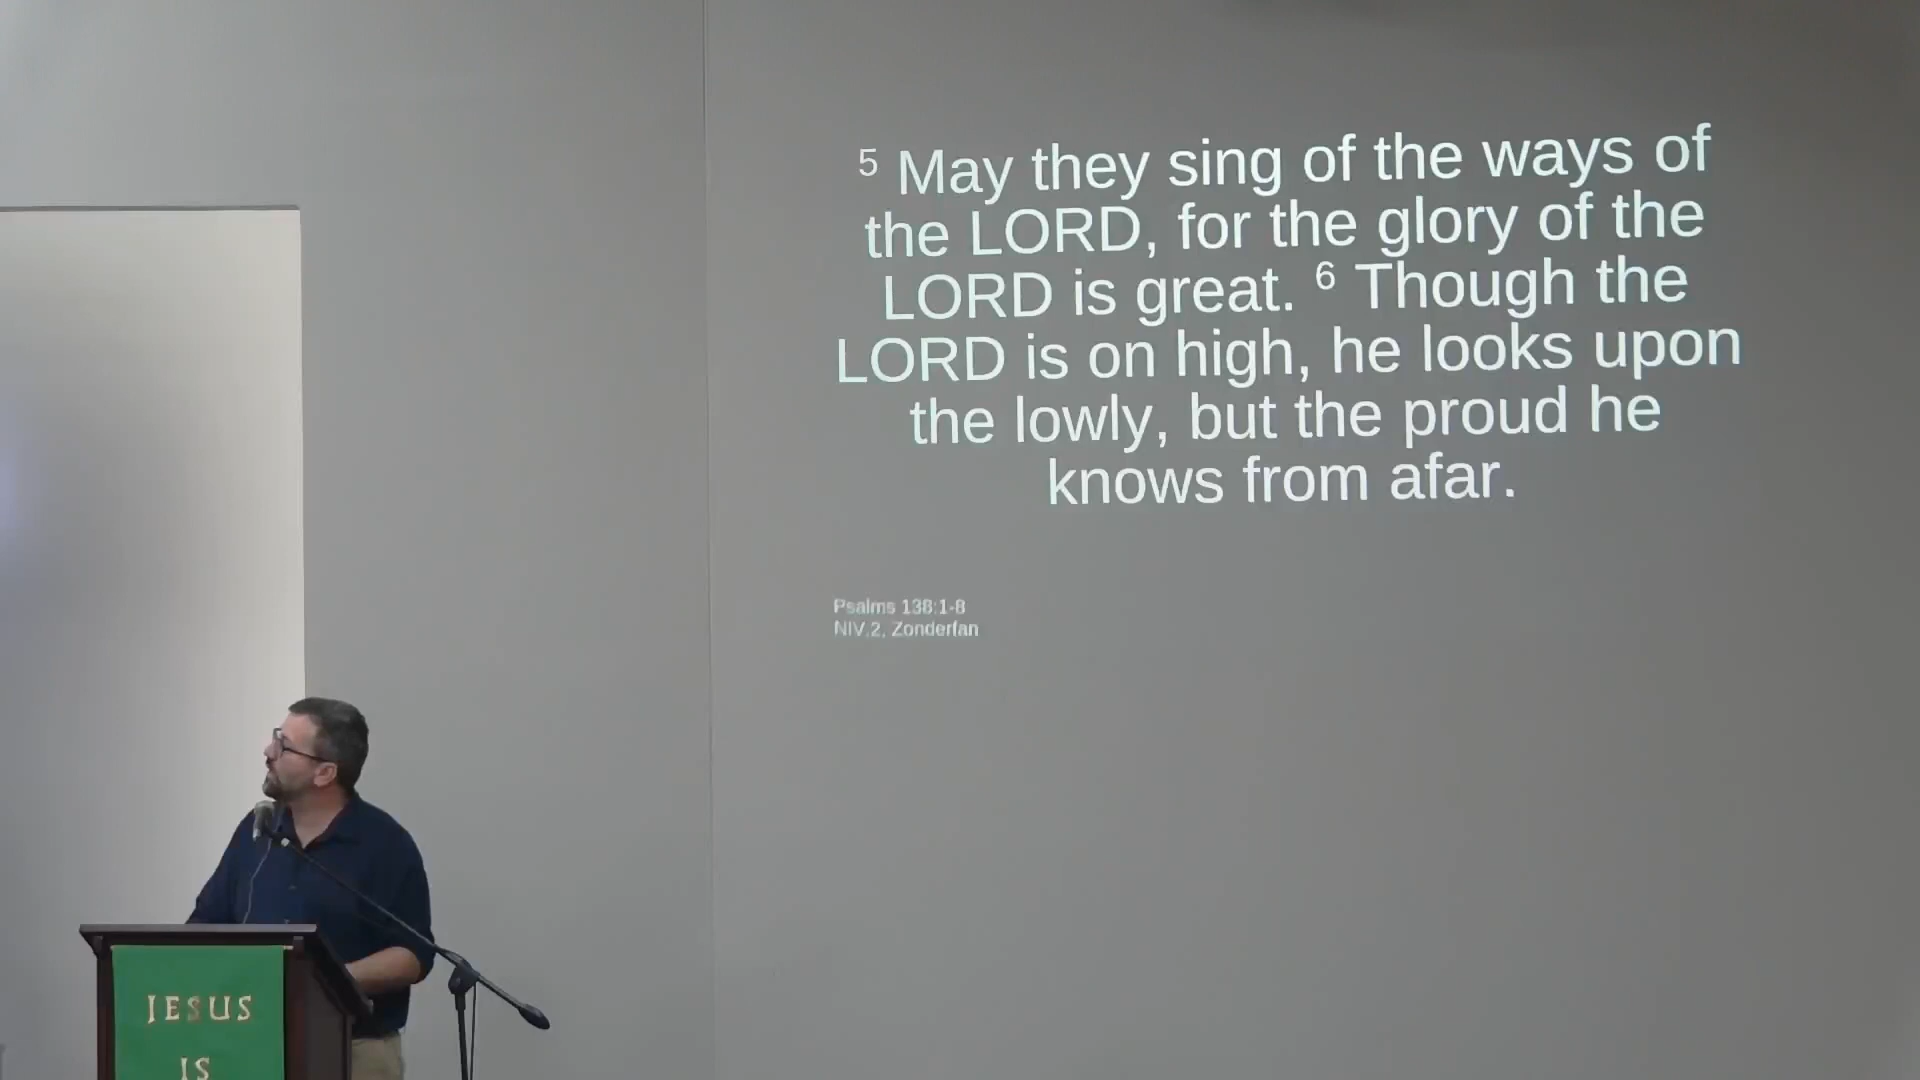 5 May they sing of the ways of
the LORD, for the glory of the
LORD is great. 6 Though the
LORD is on high, he looks upon
the lowly, but the proud he
knows from afar.
Psalms 138:1-8
NIV.2, Zonderfan
JESUS
IS